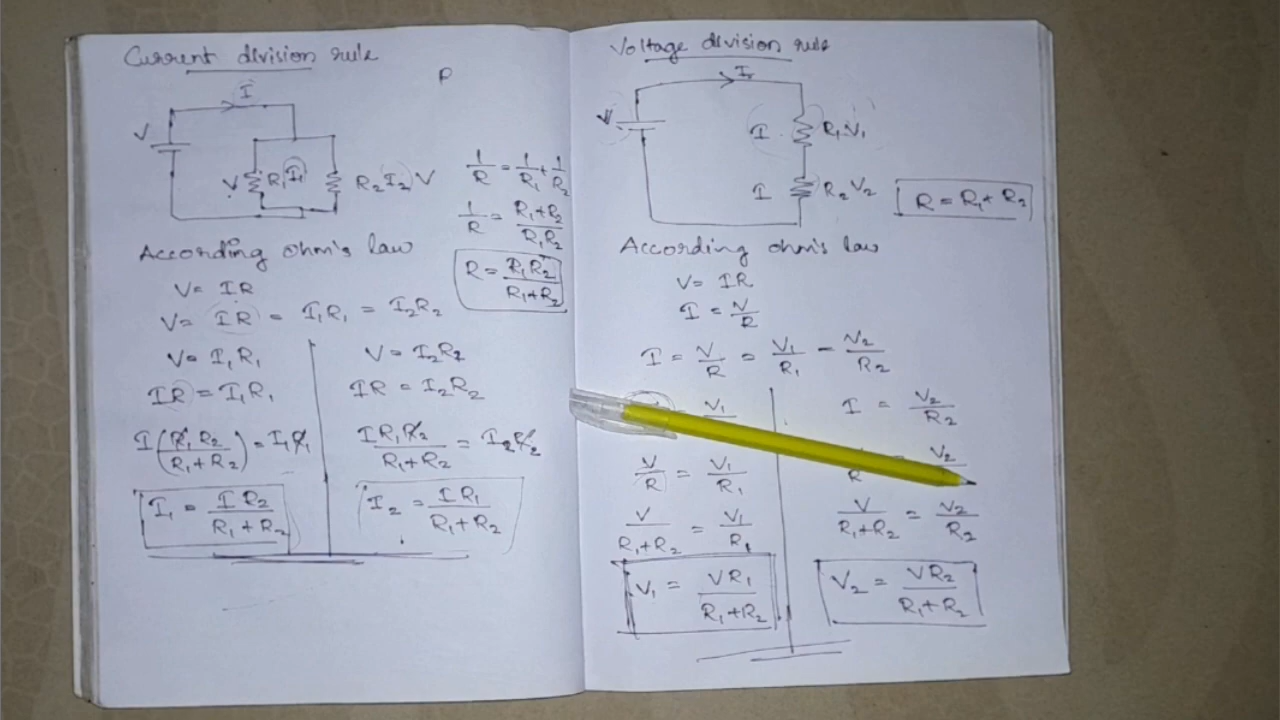 Current division rule
P
I
V
V R₁ I₁
R₂ I₂ V
1/R = 1/R₁ + 1/R₂
1/R = R₁+R₂/R₁R₂
R = R₁R₂/R₁+R₂
According ohm's law
V = IR
V = IR = I₁R₁ = I₂R₂
V = I₁R₁
IR = I₁R₁
I(R₁R₂/R₁+R₂) = I₁R₁
I₁ = I R₂/R₁+R₂
V = I₂R₂
IR = I₂R₂
IR₁R₂/R₁+R₂ = I₂R₂
I₂ = I R₁/R₁+R₂
Voltage division rule
I
V
I R₁ V₁
I R₂ V₂
R = R₁+R₂
According ohm's law
V = IR
I = V/R
I = V/R = V₁/R₁ = V₂/R₂
= V₁
V/R = V₁/R₁
V/R₁+R₂ = V₁/R₁
V₁ = VR₁/R₁+R₂
I = V₂/R₂
V₂
R
V/R₁+R₂ = V₂/R₂
V₂ = VR₂/R₁+R₂